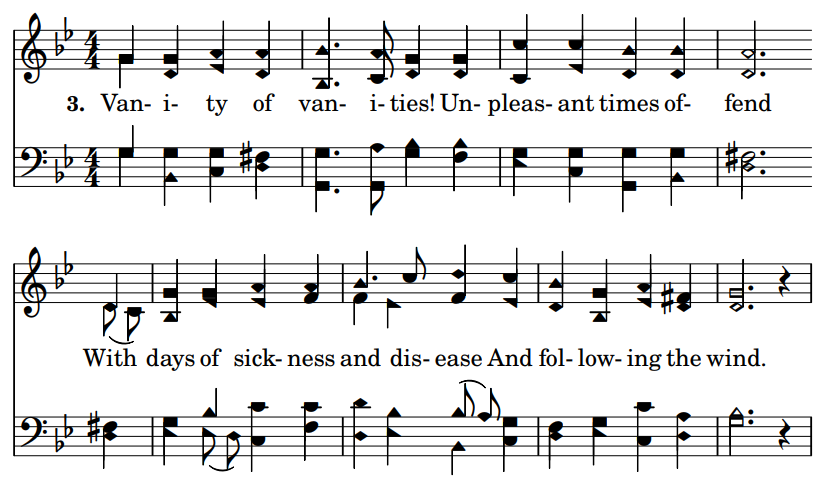 3. Van- i- ty of van- i- ties! Un- pleas- ant times of- fend
With days of sick- ness and dis- ease And fol- low- ing the wind.